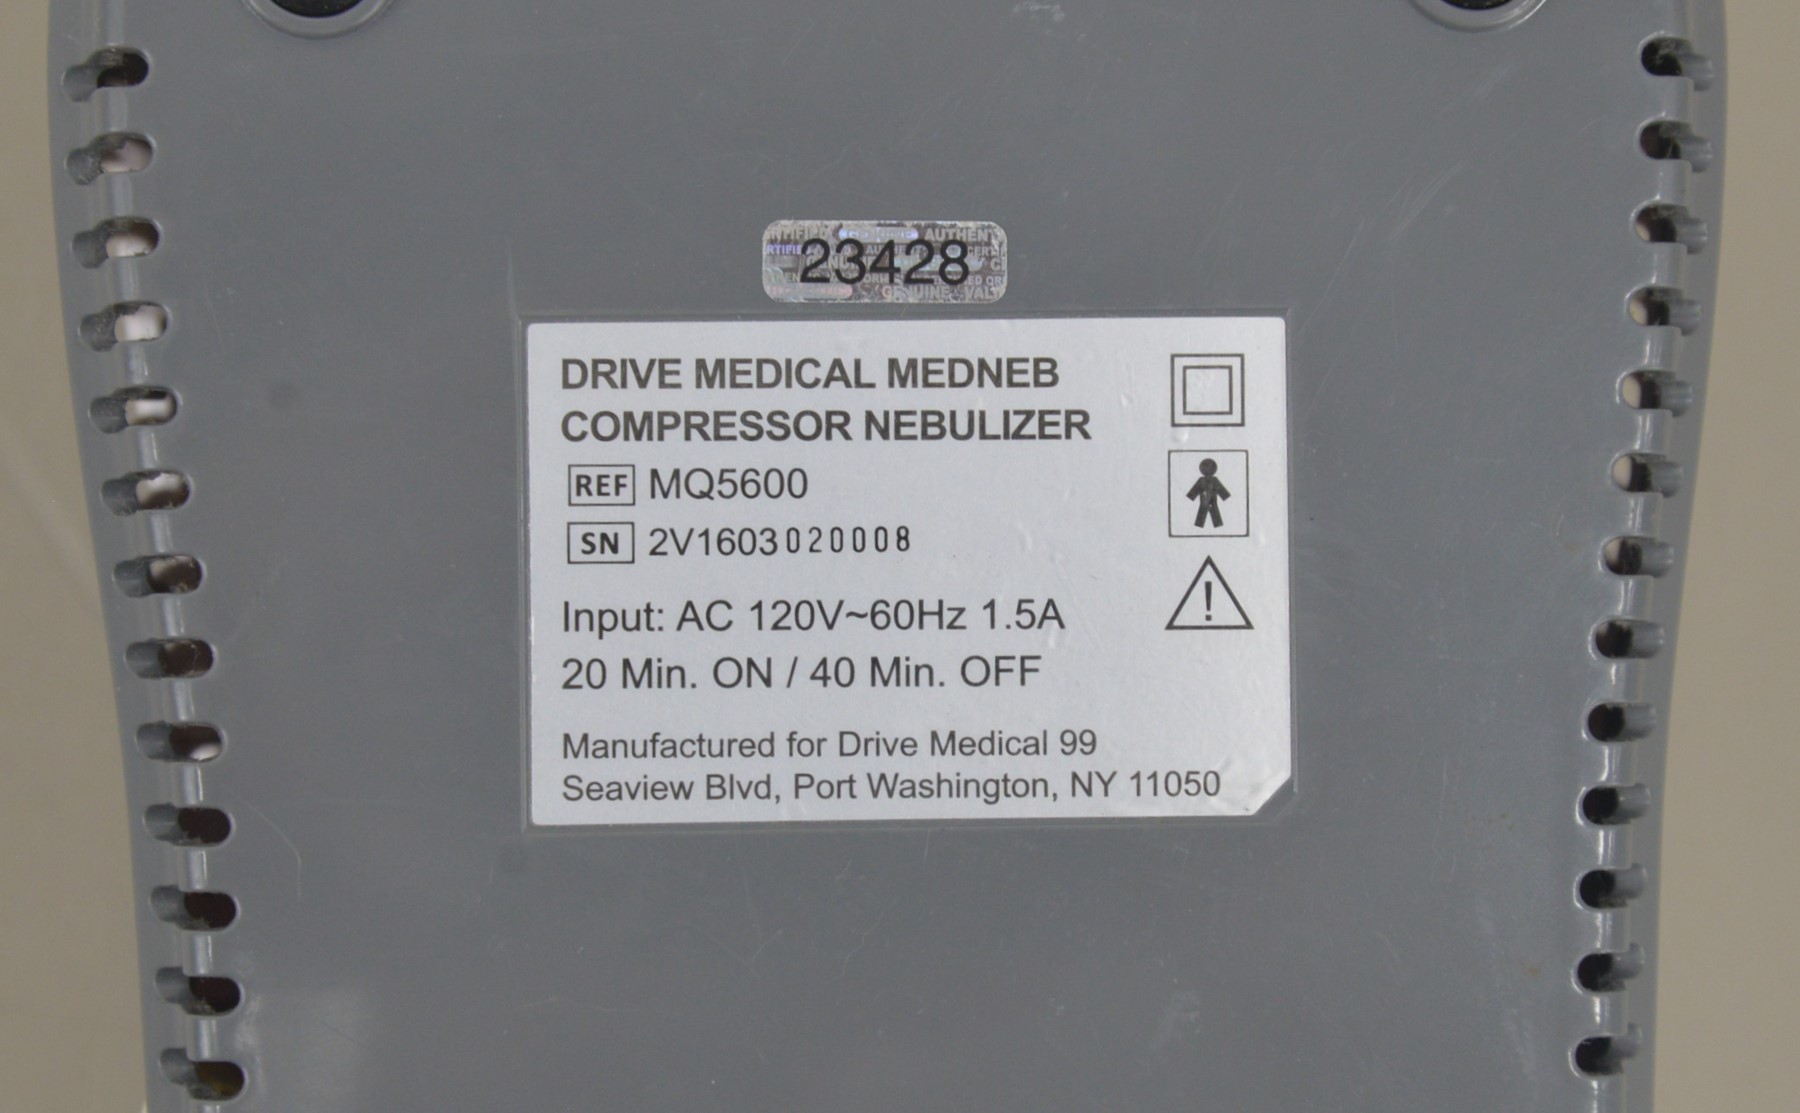 23428
DRIVE MEDICAL MEDNEB
COMPRESSOR NEBULIZER
REF MQ5600
SN 2V1603020008
Input: AC 120V~60Hz 1.5A
20 Min. ON / 40 Min. OFF
Manufactured for Drive Medical 99
Seaview Blvd, Port Washington, NY 11050